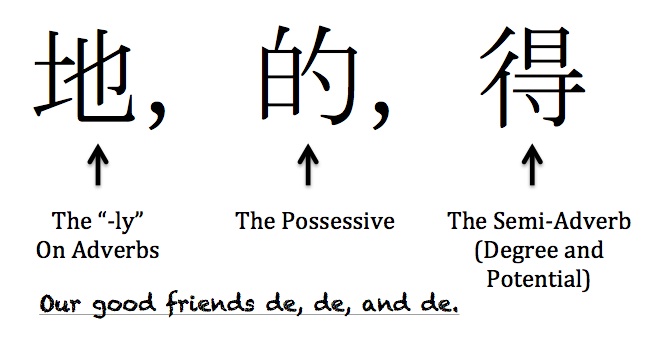 地, 的, 得
The “-ly”
On Adverbs
The Possessive
The Semi-Adverb
(Degree and
Potential)
Our good friends de, de, and de.